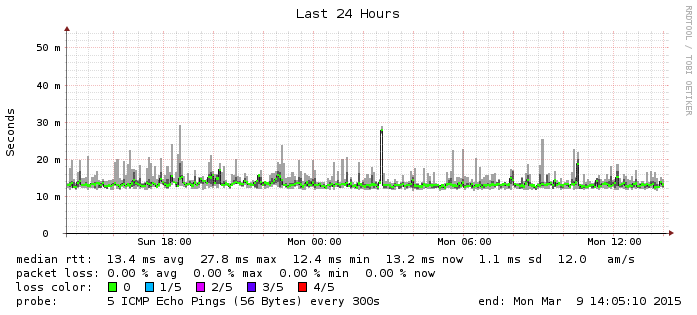 Last 24 Hours
RRDTOOL / TOBI OETIKER
Seconds
50 m
40 m
30 m
20 m
10 m
0
Sun 18:00 Mon 00:00 Mon 06:00 Mon 12:00
median rtt: 13.4 ms avg 27.8 ms max 12.4 ms min 13.2 ms now 1.1 ms sd 12.0 am/s
packet loss: 0.00 % avg 0.00 % max 0.00 % min 0.00 % now
loss color: 0 1/5 2/5 3/5 4/5
probe: 5 ICMP Echo Pings (56 Bytes) every 300s end: Mon Mar 9 14:05:10 2015